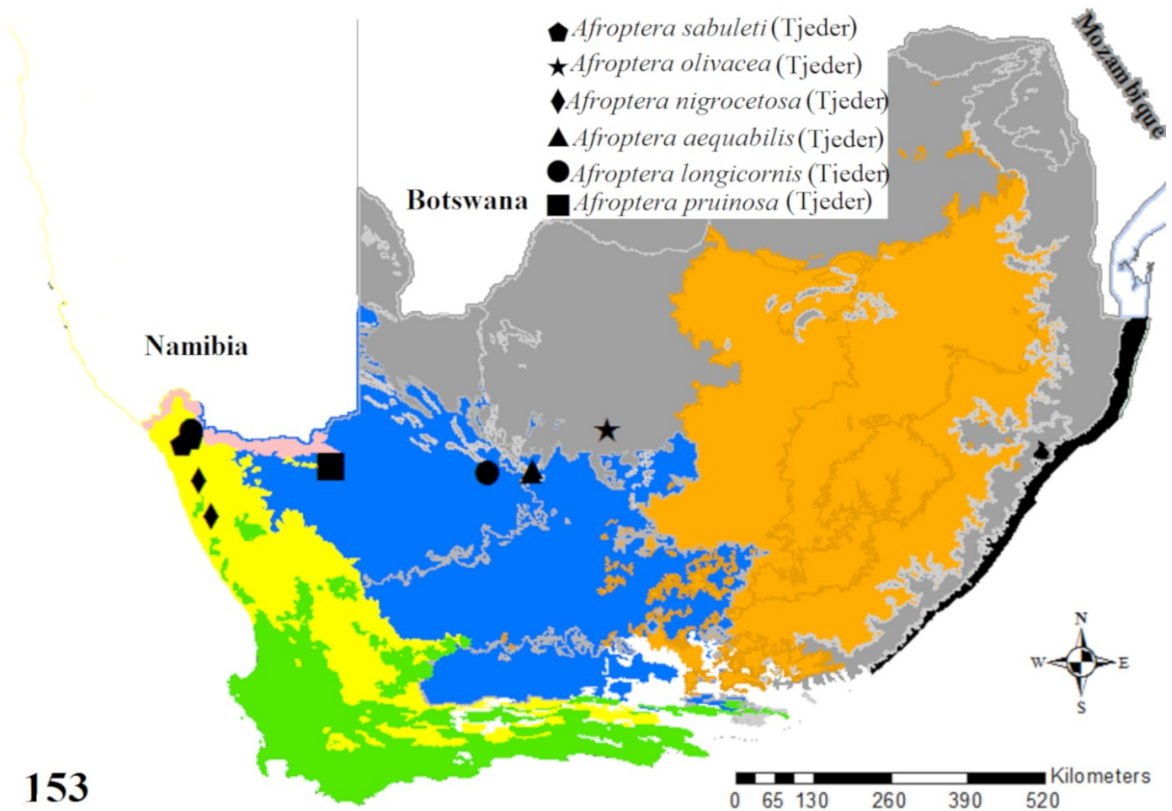 Afroptera sabuleti (Tjeder)
Afroptera olivacea (Tjeder)
Afroptera nigrocetosa (Tjeder)
Afroptera aequabilis (Tjeder)
Afroptera longicornis (Tjeder)
Afroptera pruinosa (Tjeder)
Mozambique
Botswana
Namibia
N
W E
S
153
Kilometers
0 65 130 260 390 520